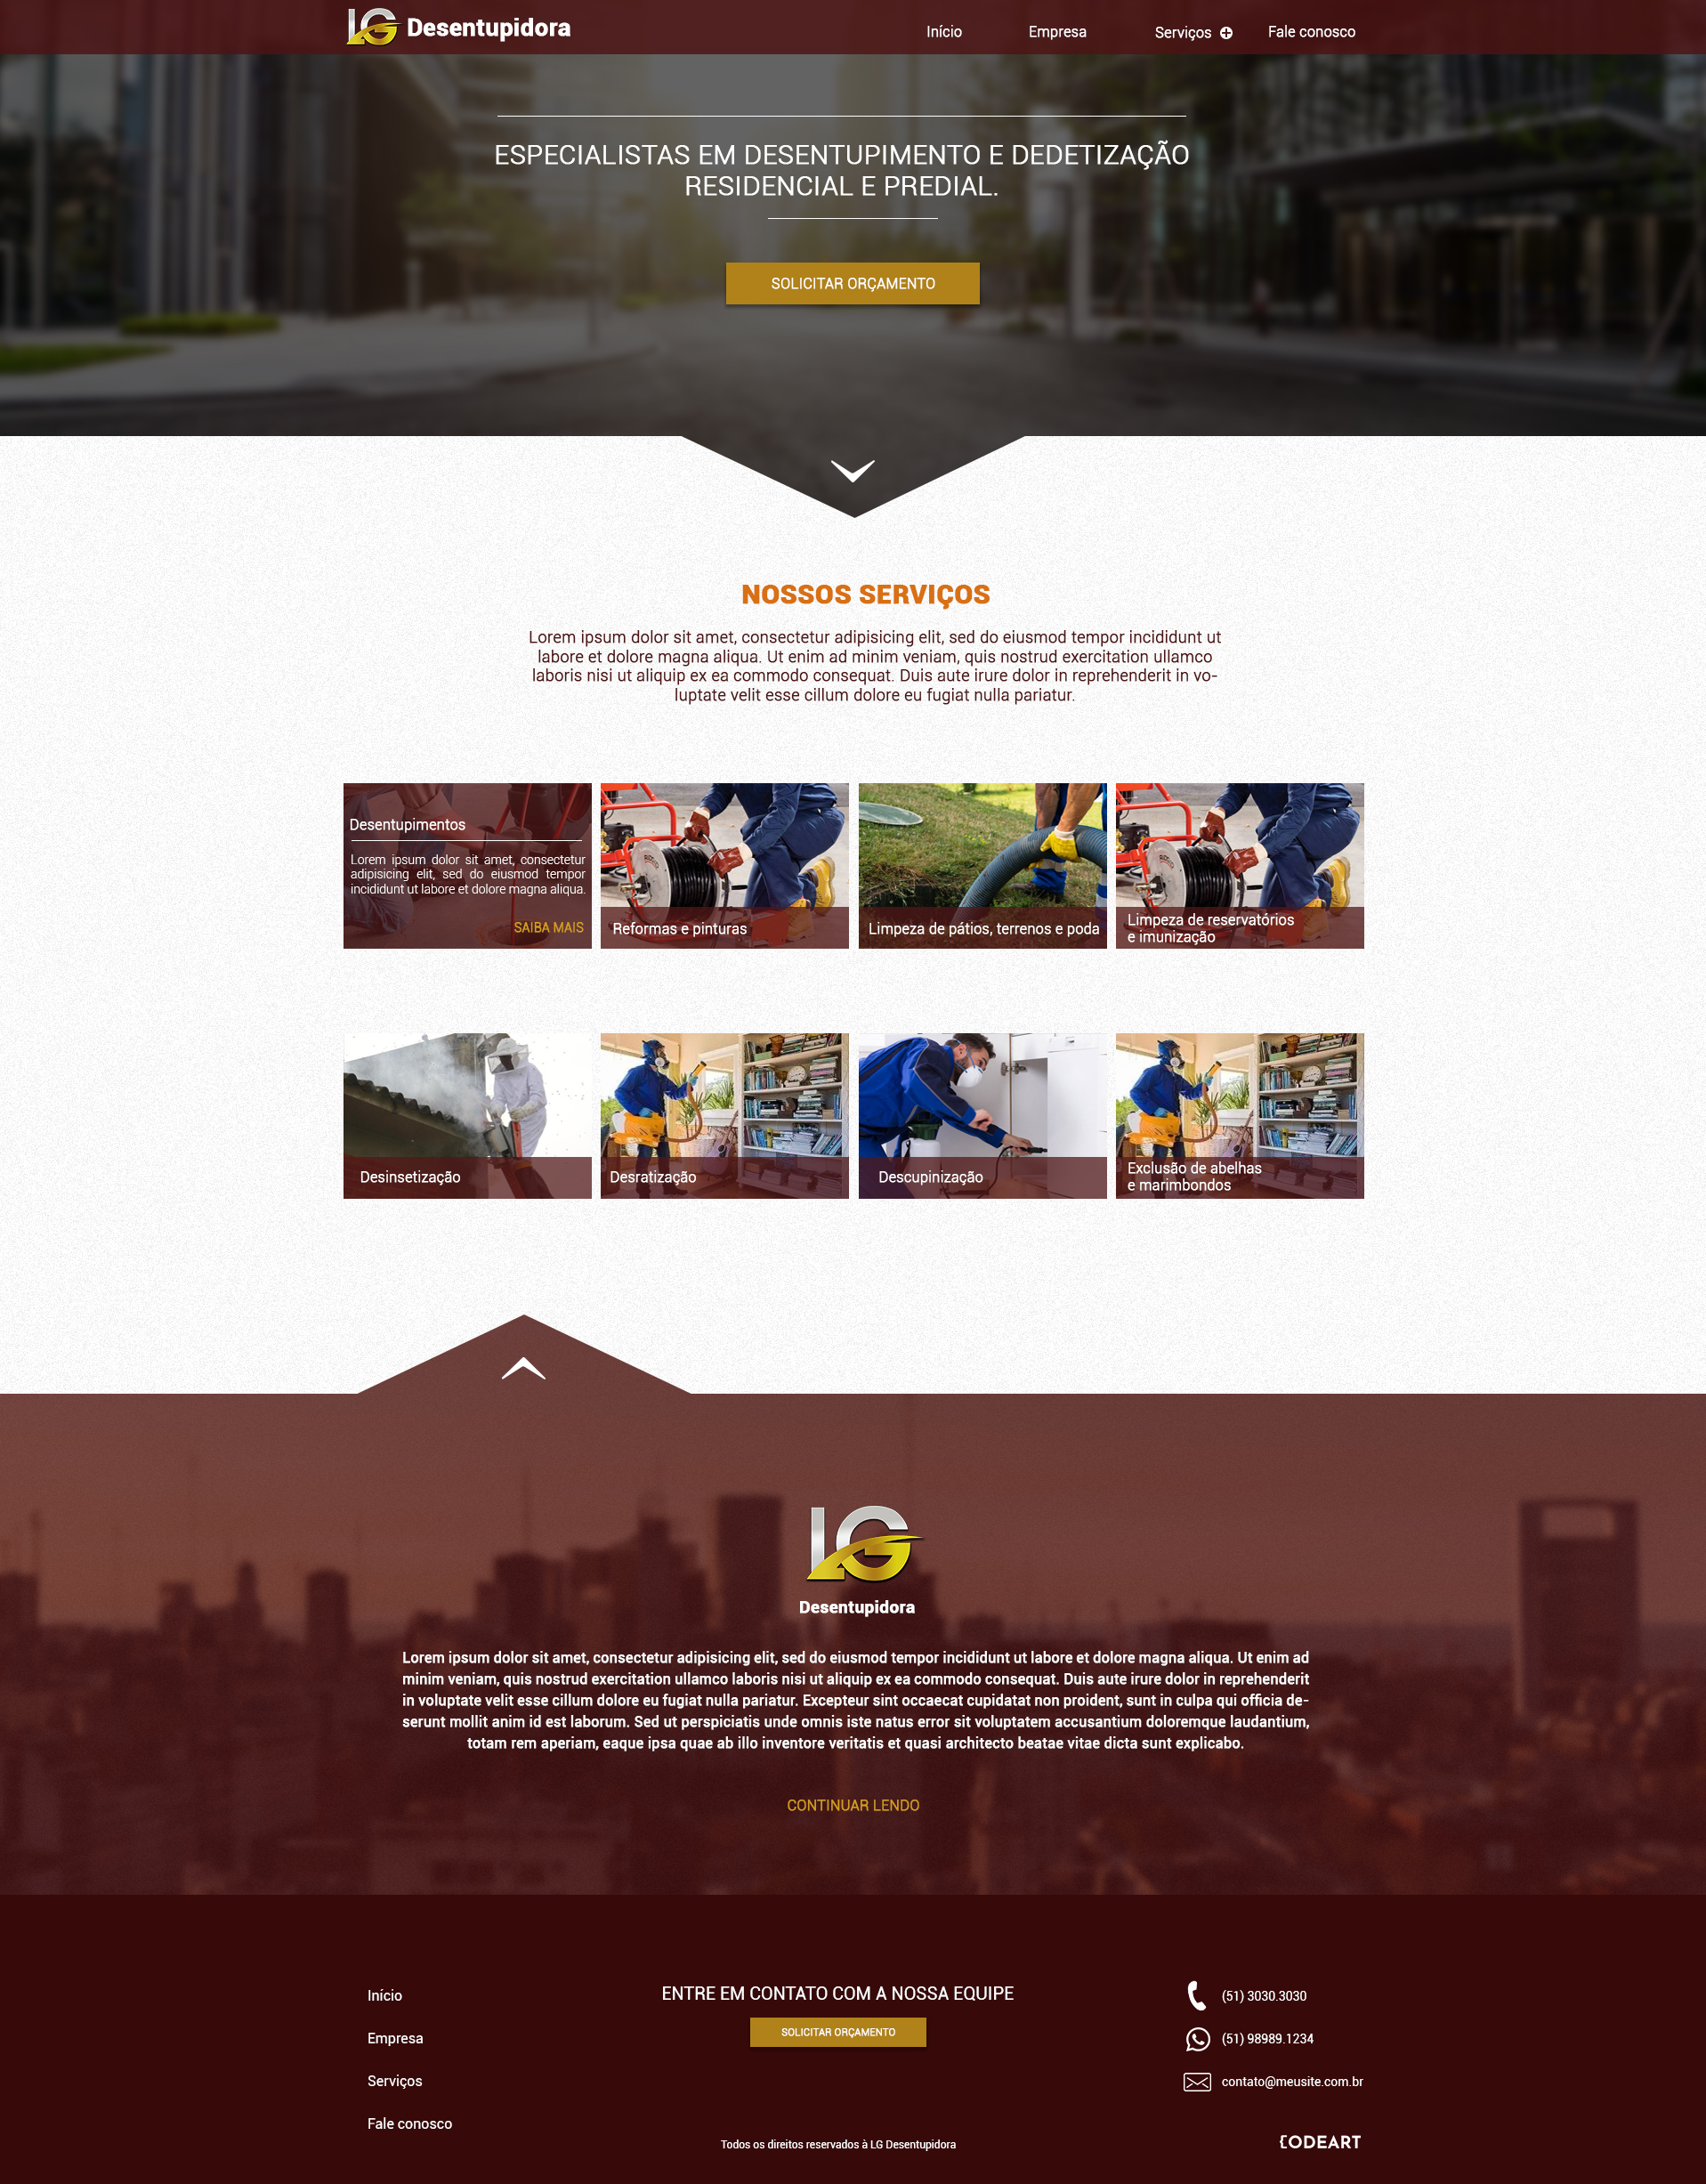 LG Desentupidora
Início
Empresa
Serviços
Fale conosco
ESPECIALISTAS EM DESENTUPIMENTO E DEDETIZAÇÃO
RESIDENCIAL E PREDIAL.
SOLICITAR ORÇAMENTO
NOSSOS SERVIÇOS
Lorem ipsum dolor sit amet, consectetur adipisicing elit, sed do eiusmod tempor incididunt ut
labore et dolore magna aliqua. Ut enim ad minim veniam, quis nostrud exercitation ullamco
laboris nisi ut aliquip ex ea commodo consequat. Duis aute irure dolor in reprehenderit in vo-
luptate velit esse cillum dolore eu fugiat nulla pariatur.
Desentupimentos
Lorem ipsum dolor sit amet, consectetur
adipisicing elit, sed do eiusmod tempor
incididunt ut labore et dolore magna aliqua.
SAIBA MAIS
Reformas e pinturas
Limpeza de pátios, terrenos e poda
Limpeza de reservatórios
e imunização
Desinsetização
Desratização
Descupinização
Exclusão de abelhas
e marimbondos
LG
Desentupidora
Lorem ipsum dolor sit amet, consectetur adipisicing elit, sed do eiusmod tempor incididunt ut labore et dolore magna aliqua. Ut enim ad
minim veniam, quis nostrud exercitation ullamco laboris nisi ut aliquip ex ea commodo consequat. Duis aute irure dolor in reprehenderit
in voluptate velit esse cillum dolore eu fugiat nulla pariatur. Excepteur sint occaecat cupidatat non proident, sunt in culpa qui officia de-
serunt mollit anim id est laborum. Sed ut perspiciatis unde omnis iste natus error sit voluptatem accusantium doloremque laudantium,
totam rem aperiam, eaque ipsa quae ab illo inventore veritatis et quasi architecto beatae vitae dicta sunt explicabo.
CONTINUAR LENDO
Início
Empresa
Serviços
Fale conosco
ENTRE EM CONTATO COM A NOSSA EQUIPE
SOLICITAR ORÇAMENTO
Todos os direitos reservados à LG Desentupidora
(51) 3030.3030
(51) 98989.1234
contato@meusite.com.br
CODEART